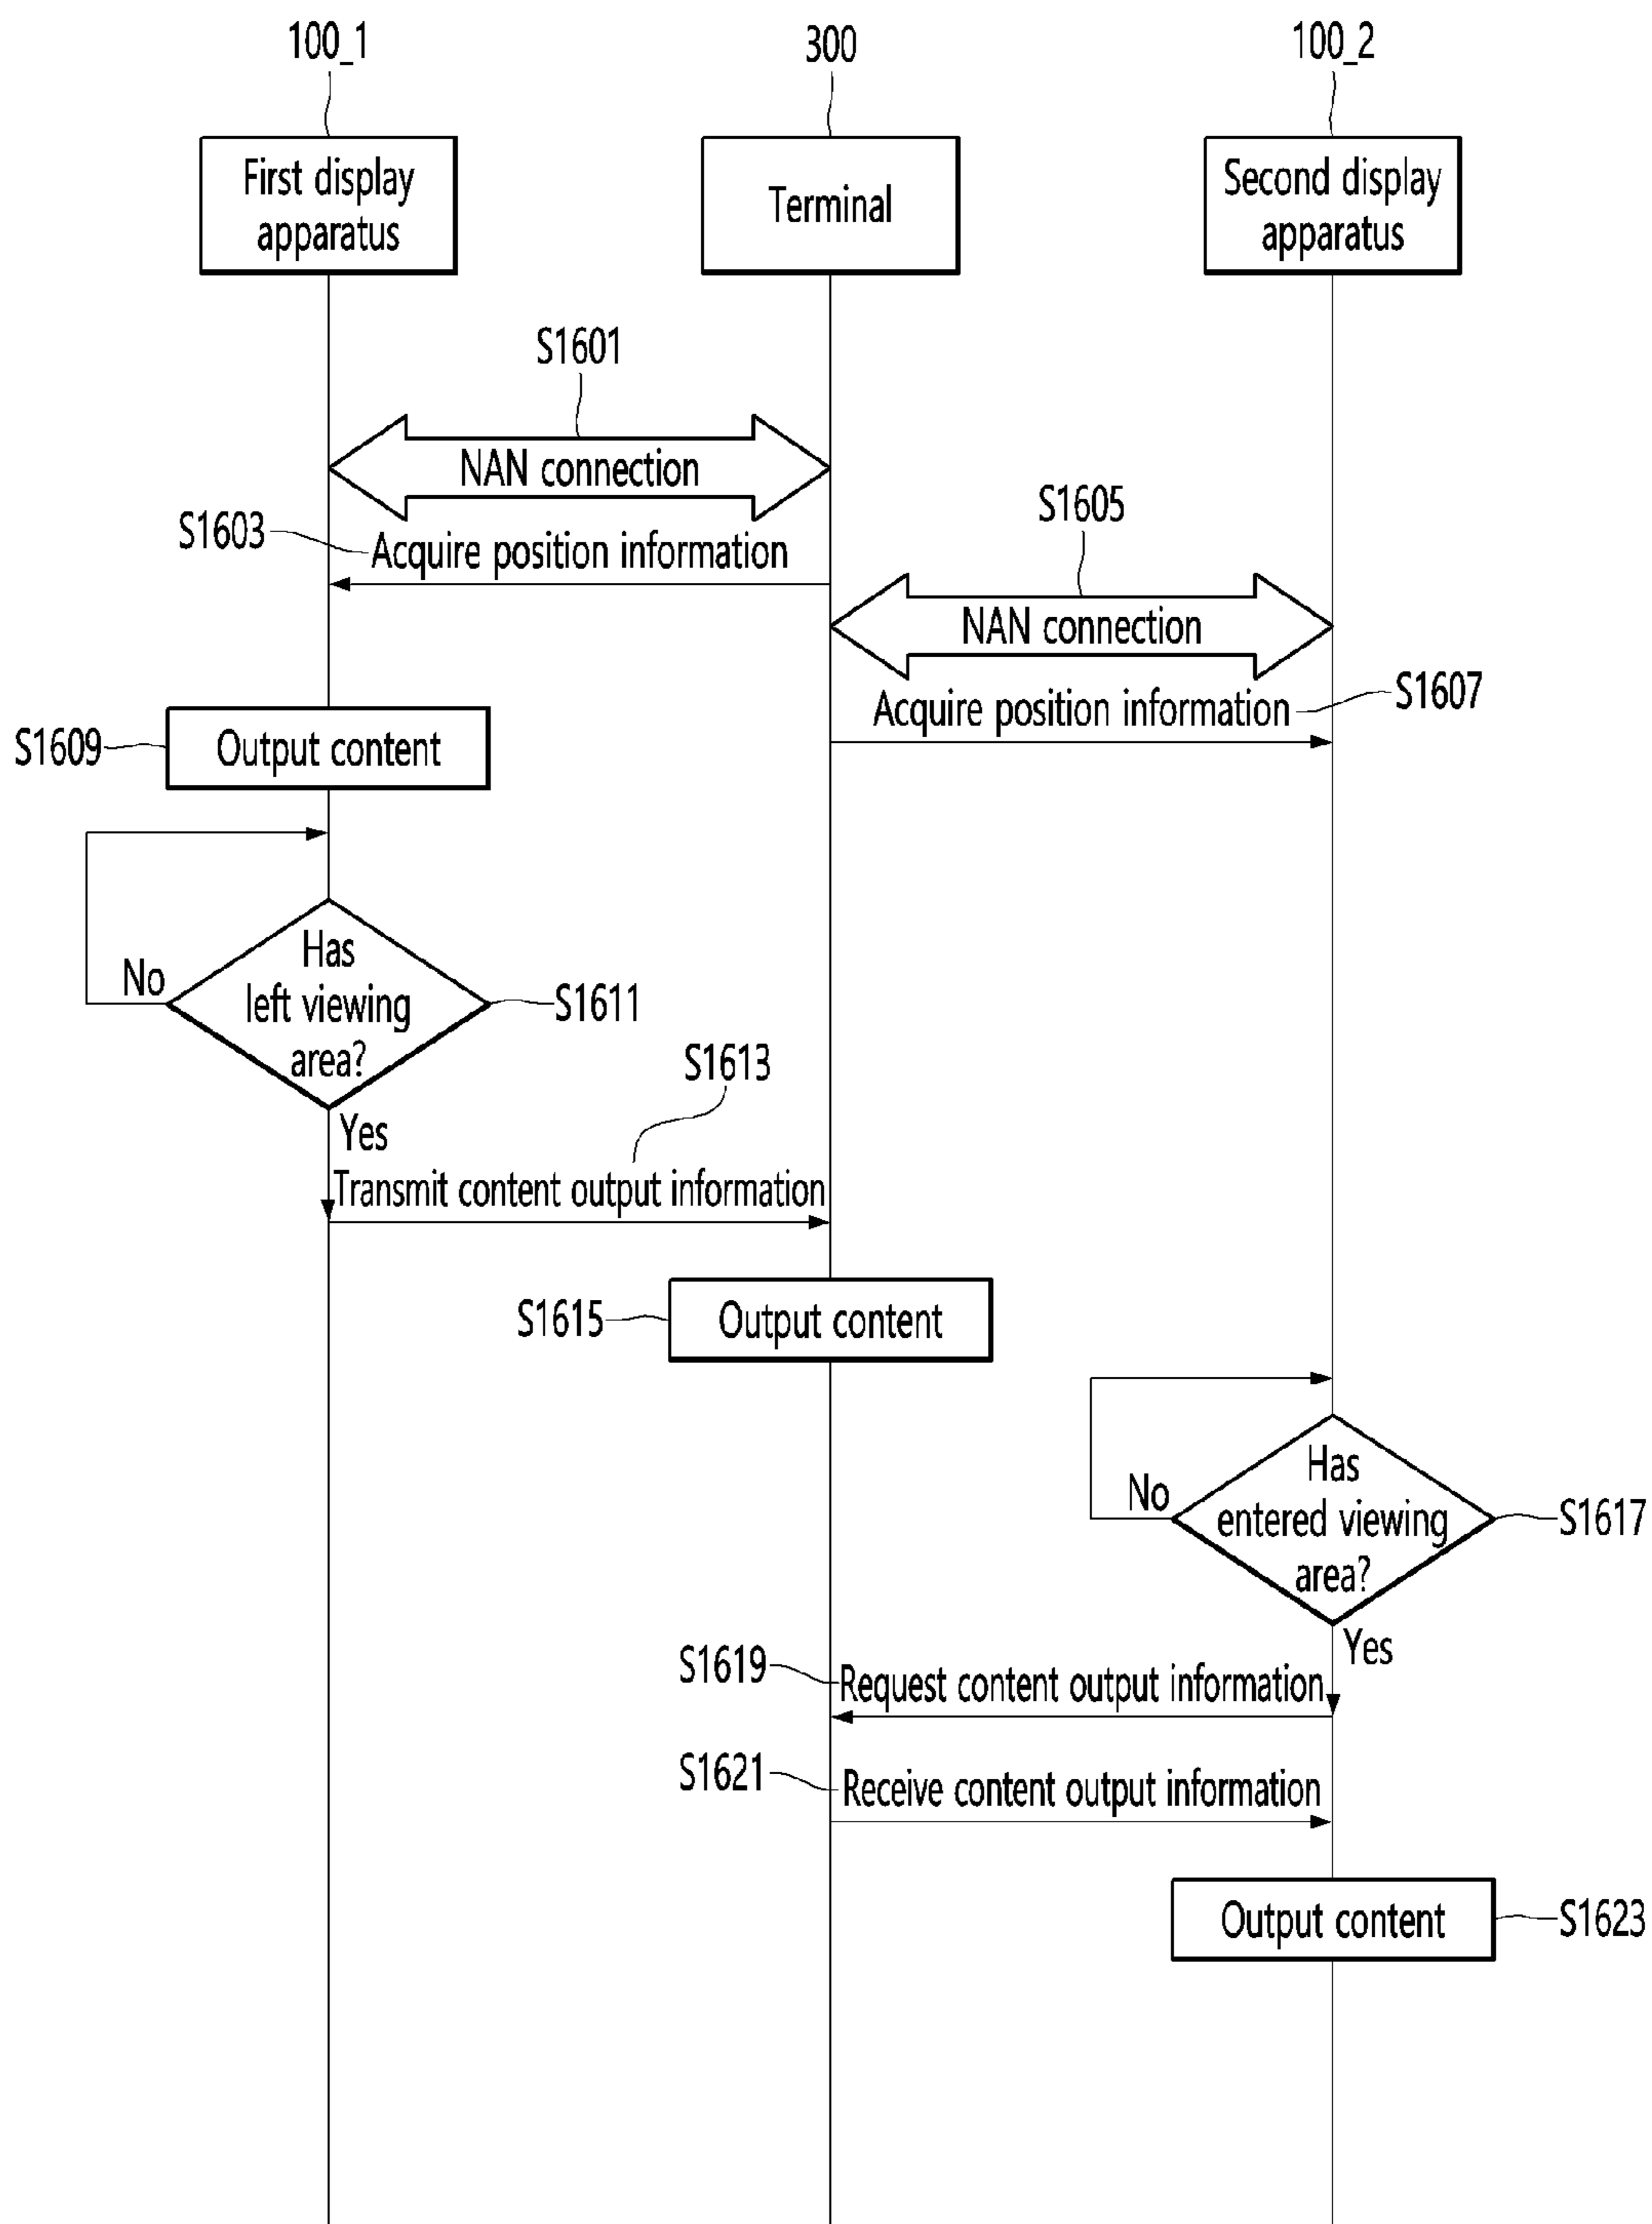 100_1
300
100_2
First display
apparatus
Terminal
Second display
apparatus
S1601
NAN connection
S1603
Acquire position information
S1605
NAN connection
S1607
Acquire position information
S1609
Output content
Has
left viewing
area?
No
S1611
Yes
S1613
Transmit content output information
S1615
Output content
Has
entered viewing
area?
No
S1617
Yes
S1619
Request content output information
S1621
Receive content output information
Output content
S1623